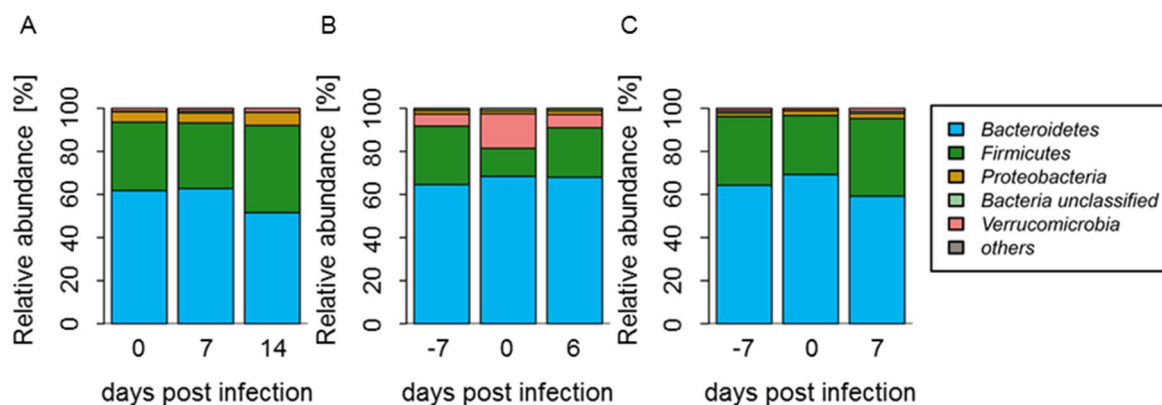 A
B
C
Relative abundance [%]
0 20 40 60 80 100
0 7 14
days post infection
Relative abundance [%]
0 20 40 60 80 100
-7 0 6
days post infection
Relative abundance [%]
0 20 40 60 80 100
-7 0 7
days post infection
Bacteroidetes
Firmicutes
Proteobacteria
Bacteria unclassified
Verrucomicrobia
others